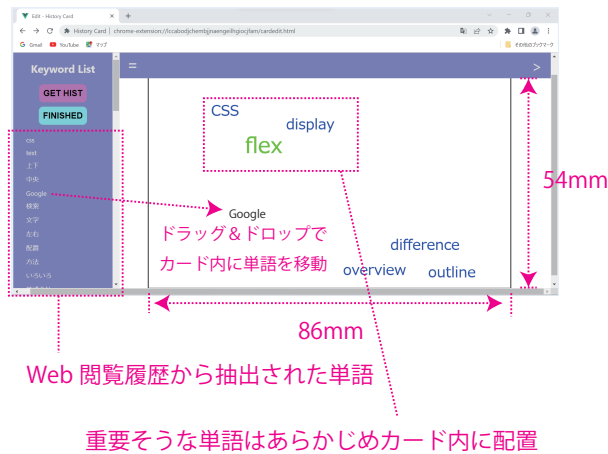 Edit - History Card
History Card | chrome-extension://iccabodjchembjjnaengeihgiocjfam/cardedit.html
Gmail
YouTube
マップ
その他のブックマーク
Keyword List
GET HIST
FINISHED
css
text
上下
中央
Google
検索
文字
左右
配置
方法
いろいろ
CSS
display
flex
Google
ドラッグ＆ドロップで
カード内に単語を移動
difference
overview
outline
54mm
86mm
Web 閲覧履歴から抽出された単語
重要そうな単語はあらかじめカード内に配置